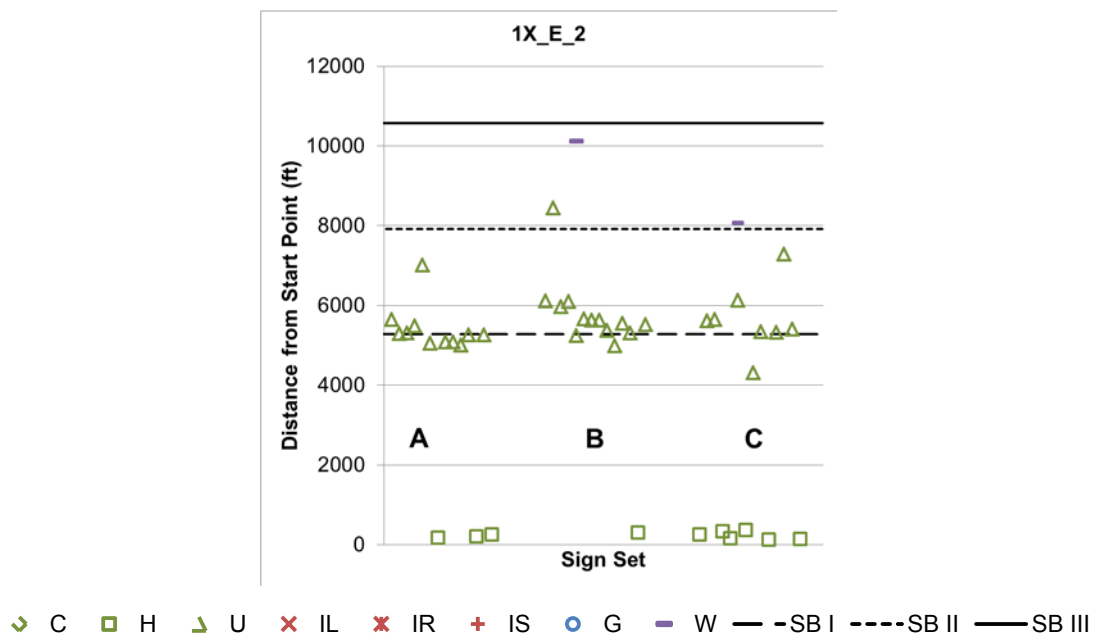 1X_E_2
12000
10000
8000
6000
4000
2000
0
Distance from Start Point (ft)
A B C
Sign Set
C H U IL IR IS G W SB I SB II SB III